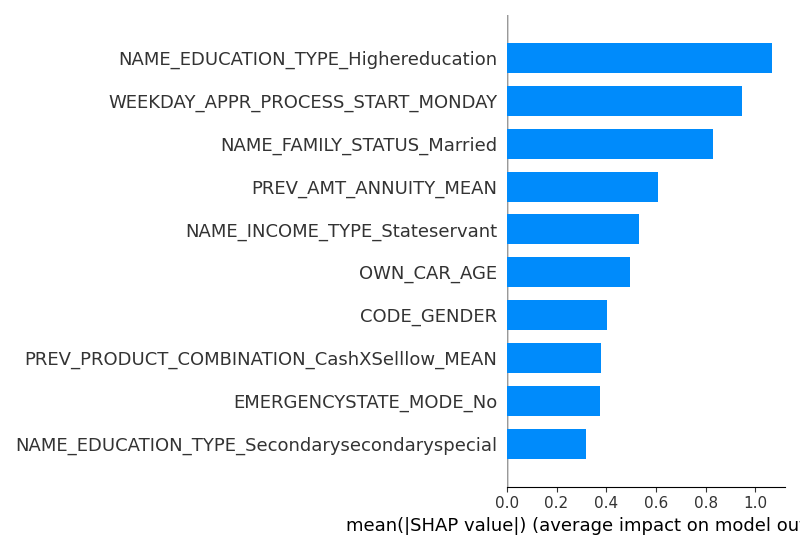 NAME_EDUCATION_TYPE_Highereducation
WEEKDAY_APPR_PROCESS_START_MONDAY
NAME_FAMILY_STATUS_Married
PREV_AMT_ANNUITY_MEAN
NAME_INCOME_TYPE_Stateservant
OWN_CAR_AGE
CODE_GENDER
PREV_PRODUCT_COMBINATION_CashXSelllow_MEAN
EMERGENCYSTATE_MODE_No
NAME_EDUCATION_TYPE_Secondarysecondaryspecial
0.0 0.2 0.4 0.6 0.8 1.0
mean(|SHAP value|) (average impact on model ou